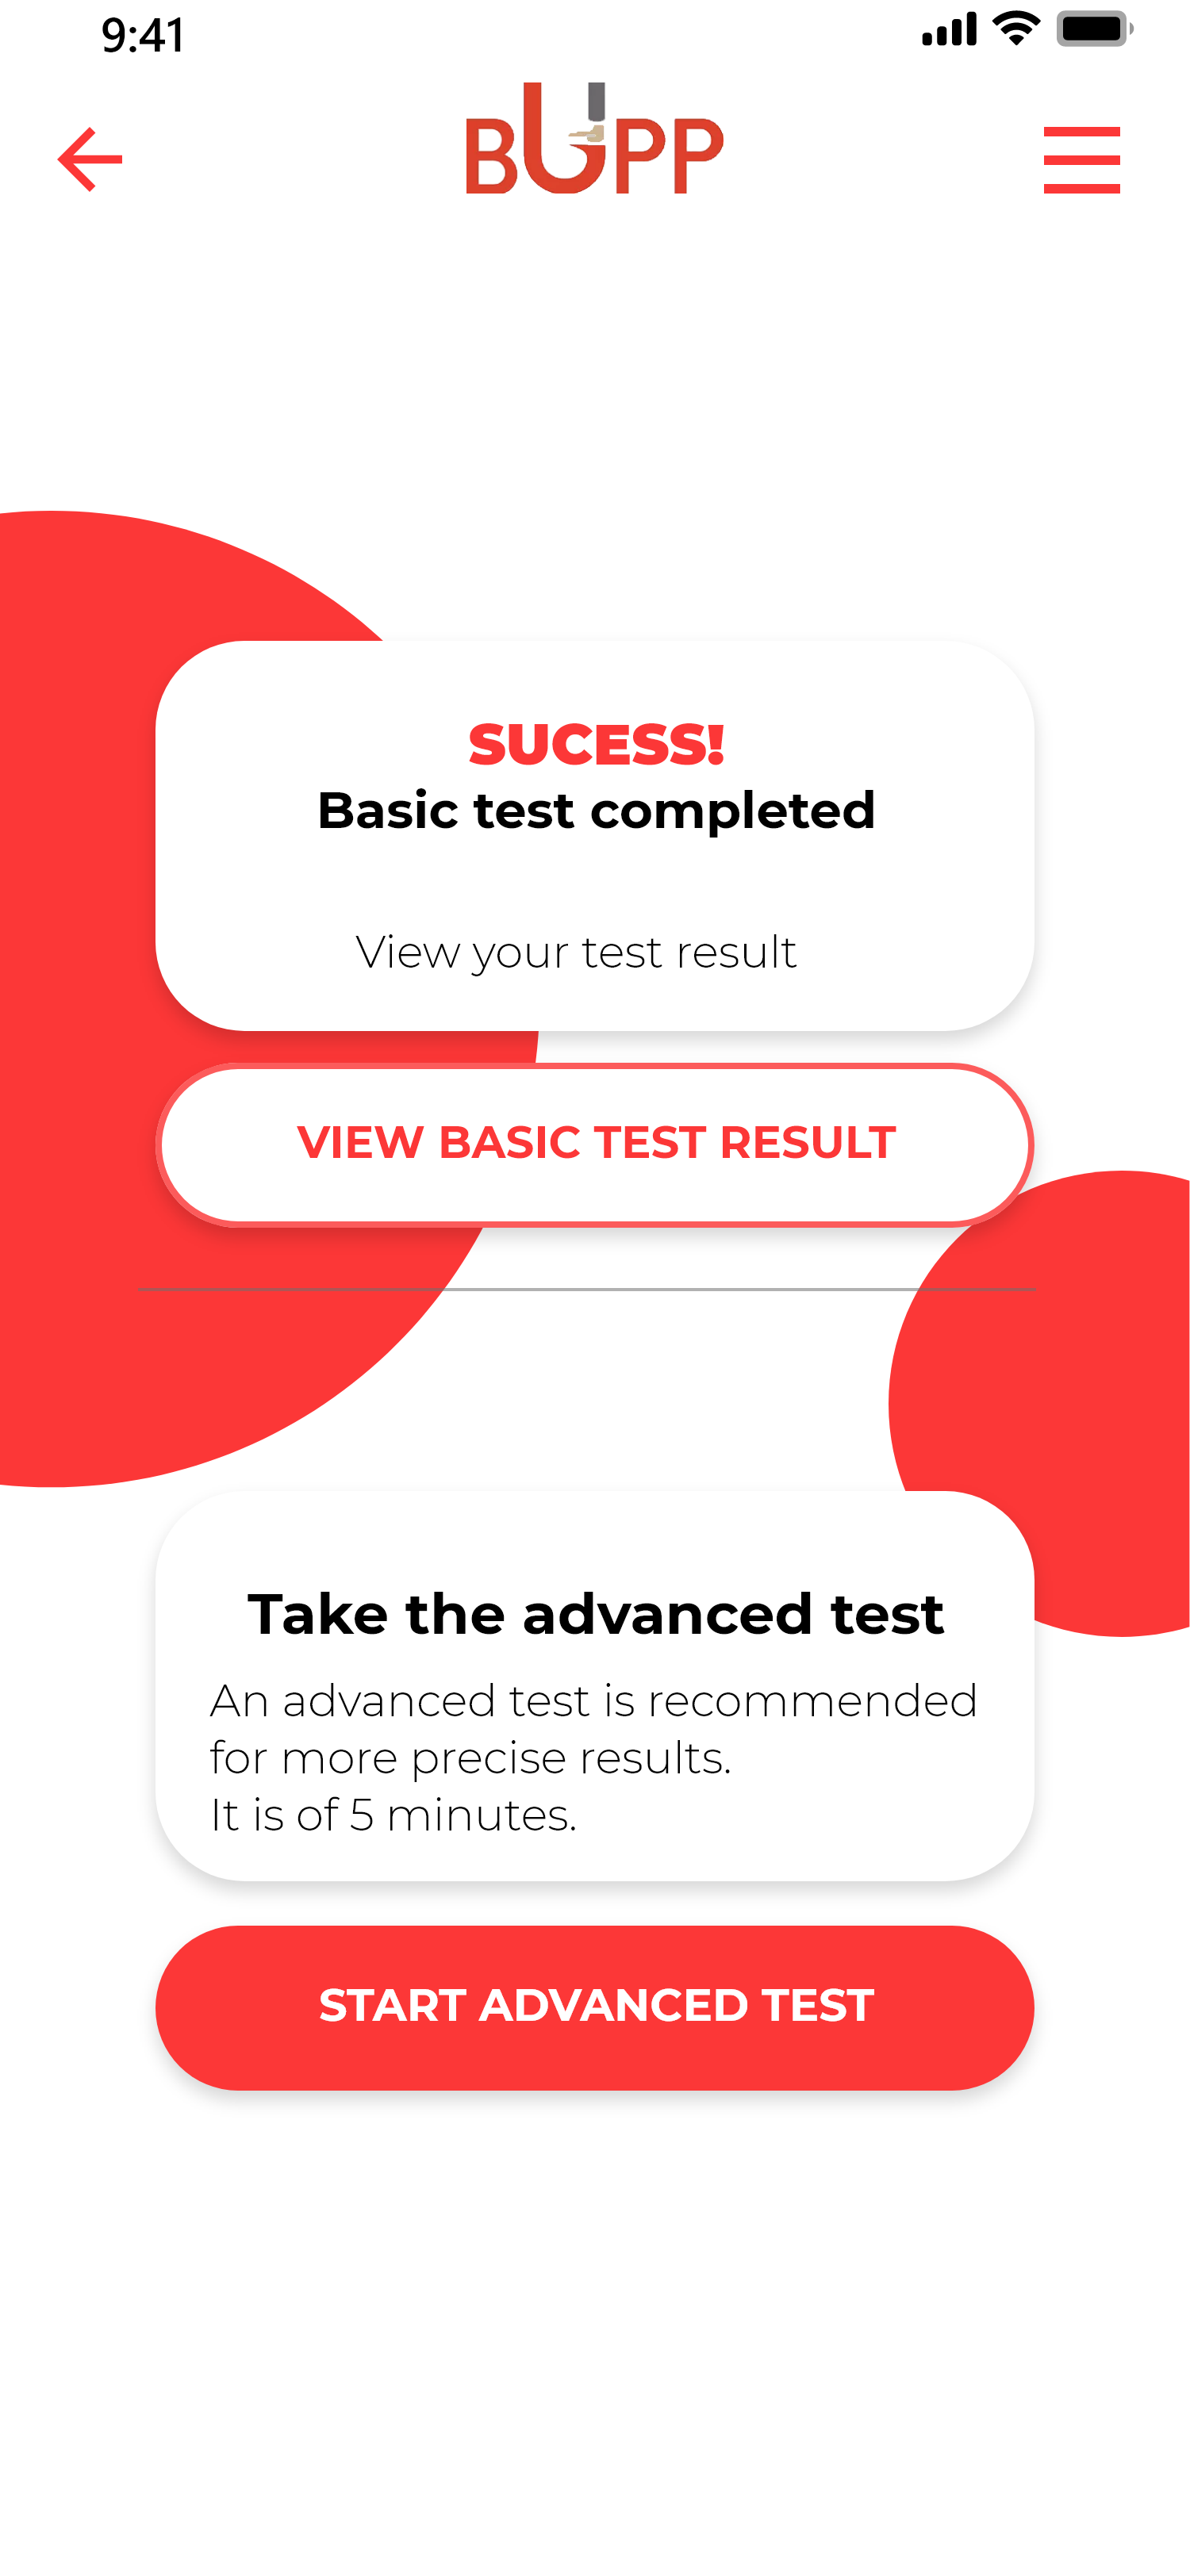 9:41
BUPP
SUCESS!
Basic test completed
View your test result
VIEW BASIC TEST RESULT
Take the advanced test
An advanced test is recommended
for more precise results.
It is of 5 minutes.
START ADVANCED TEST